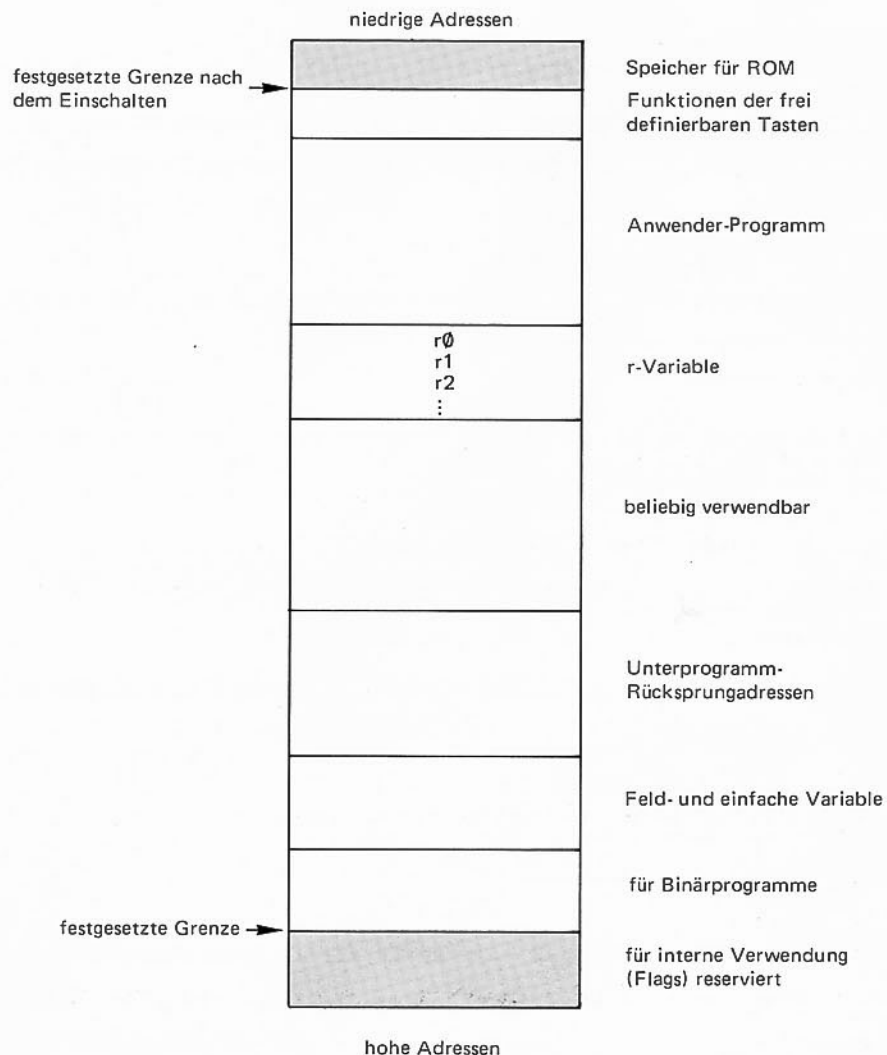 niedrige Adressen
festgesetzte Grenze nach
dem Einschalten
Speicher für ROM
Funktionen der frei
definierbaren Tasten
Anwender-Programm
rØ
r1
r2
⋮
r-Variable
beliebig verwendbar
Unterprogramm-
Rücksprungadressen
Feld- und einfache Variable
für Binärprogramme
festgesetzte Grenze
für interne Verwendung
(Flags) reserviert
hohe Adressen